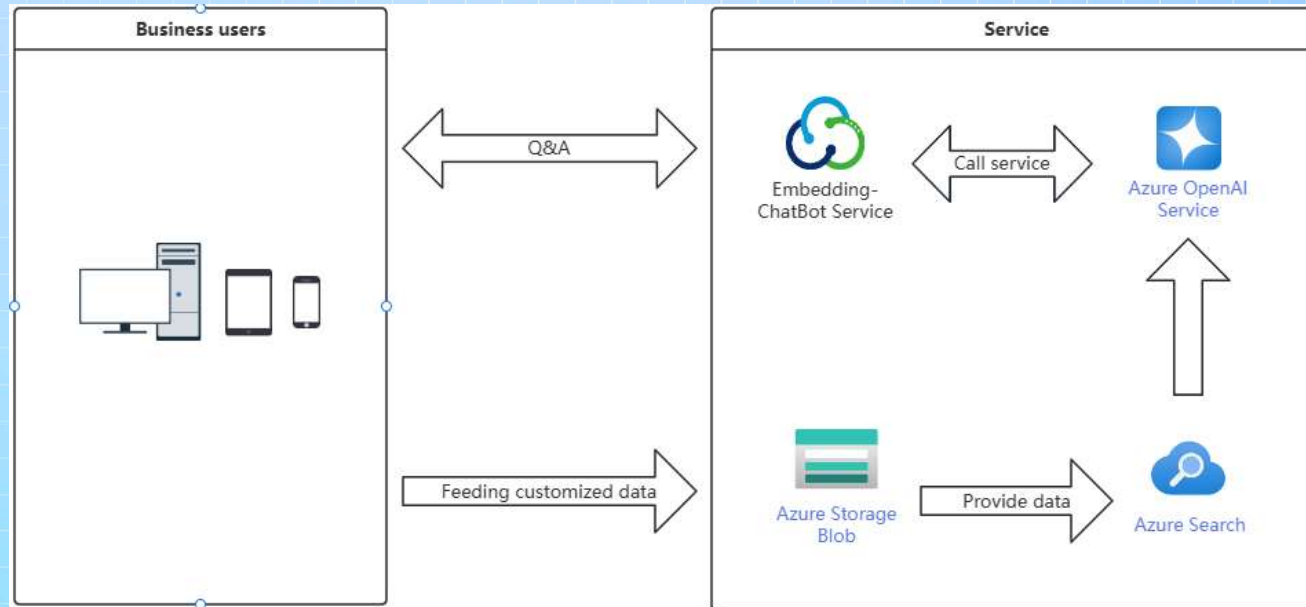 Business users
Service
Q&A
Embedding-
ChatBot Service
Call service
Azure OpenAI
Service
Feeding customized data
Azure Storage
Blob
Provide data
Azure Search